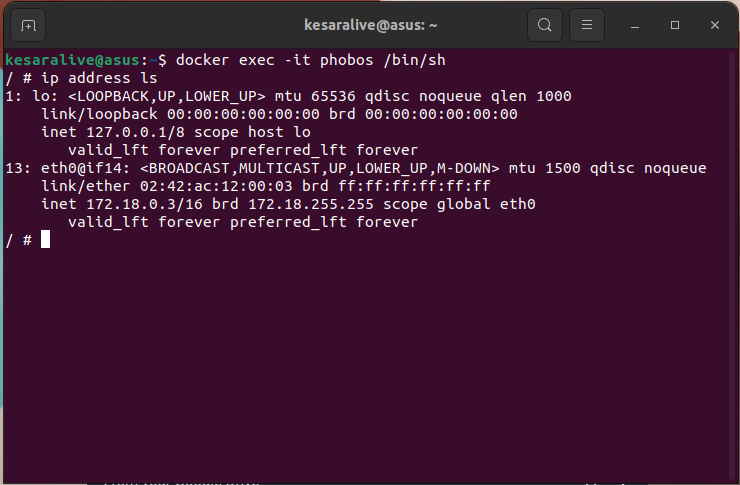 kesaralive@asus: ~
kesaralive@asus:~$ docker exec -it phobos /bin/sh
/ # ip address ls
1: lo: <LOOPBACK,UP,LOWER_UP> mtu 65536 qdisc noqueue qlen 1000
    link/loopback 00:00:00:00:00:00 brd 00:00:00:00:00:00
    inet 127.0.0.1/8 scope host lo
       valid_lft forever preferred_lft forever
13: eth0@if14: <BROADCAST,MULTICAST,UP,LOWER_UP,M-DOWN> mtu 1500 qdisc noqueue
    link/ether 02:42:ac:12:00:03 brd ff:ff:ff:ff:ff:ff
    inet 172.18.0.3/16 brd 172.18.255.255 scope global eth0
       valid_lft forever preferred_lft forever
/ #